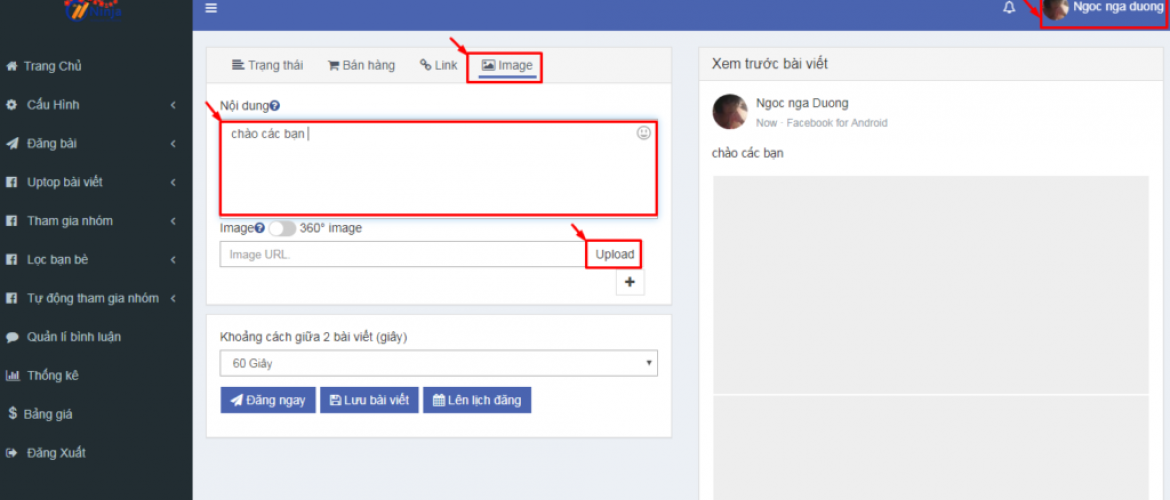 Ninja
Ngoc nga duong
Trang Chủ
Cấu Hình
Đăng bài
Uptop bài viết
Tham gia nhóm
Lọc bạn bè
Tự động tham gia nhóm
Quản lí bình luận
Thống kê
Bảng giá
Đăng Xuất
Trạng thái
Bán hàng
Link
Image
Nội dung
chào các bạn
Image 360° image
Image URL.
Upload
+
Khoảng cách giữa 2 bài viết (giây)
60 Giây
Đăng ngay
Lưu bài viết
Lên lịch đăng
Xem trước bài viết
Ngoc nga Duong
Now · Facebook for Android
chào các bạn